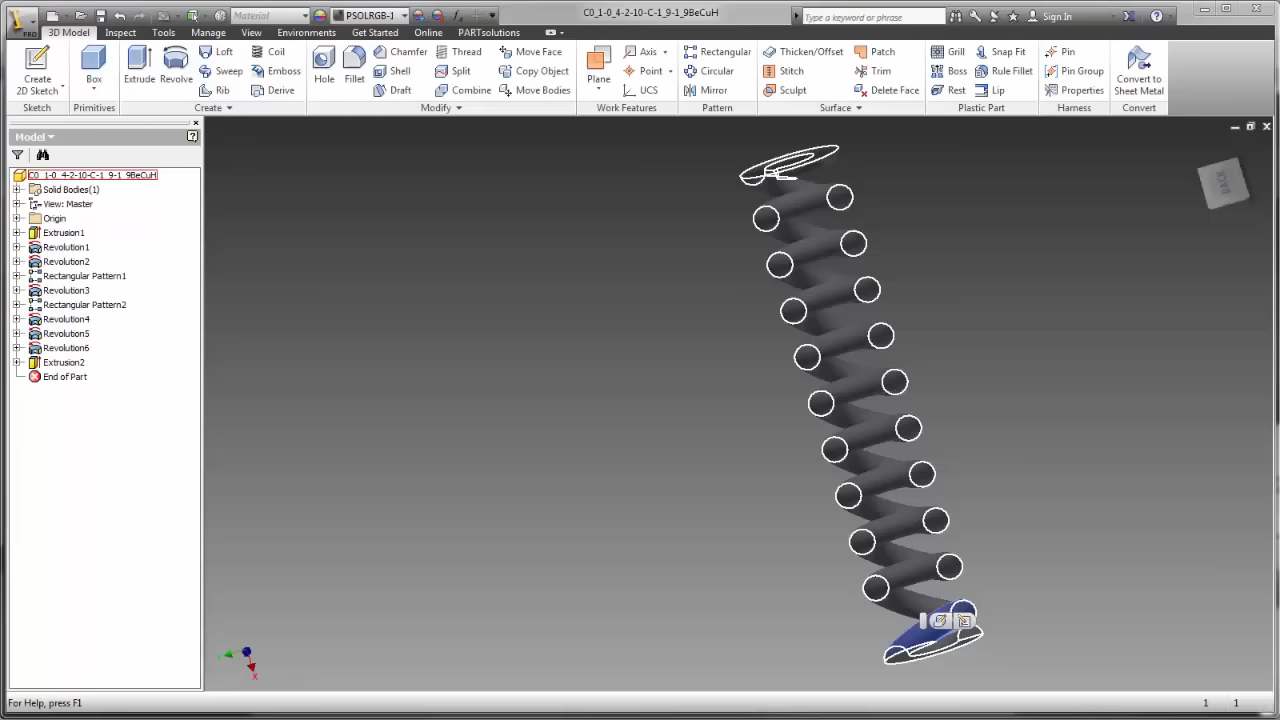 Material
PSOLRGB-1
C0_1-0_4-2-10-C-1_9-1_9BeCuH
Type a keyword or phrase
Sign In
PRO
3D Model
Inspect
Tools
Manage
View
Environments
Get Started
Online
PARTsolutions
Create
2D Sketch
Box
Extrude
Revolve
Loft
Sweep
Rib
Coil
Emboss
Derive
Hole
Fillet
Chamfer
Shell
Draft
Thread
Split
Combine
Move Face
Copy Object
Move Bodies
Plane
Axis
Point
UCS
Rectangular
Circular
Mirror
Thicken/Offset
Stitch
Sculpt
Patch
Trim
Delete Face
Grill
Boss
Rest
Snap Fit
Rule Fillet
Lip
Pin
Pin Group
Properties
Convert to
Sheet Metal
Sketch
Primitives
Create
Modify
Work Features
Pattern
Surface
Plastic Part
Harness
Convert
Model
C0_1-0_4-2-10-C-1_9-1_9BeCuH
Solid Bodies(1)
View: Master
Origin
Extrusion1
Revolution1
Revolution2
Rectangular Pattern1
Revolution3
Rectangular Pattern2
Revolution4
Revolution5
Revolution6
Extrusion2
End of Part
BACK
X
For Help, press F1
1
1